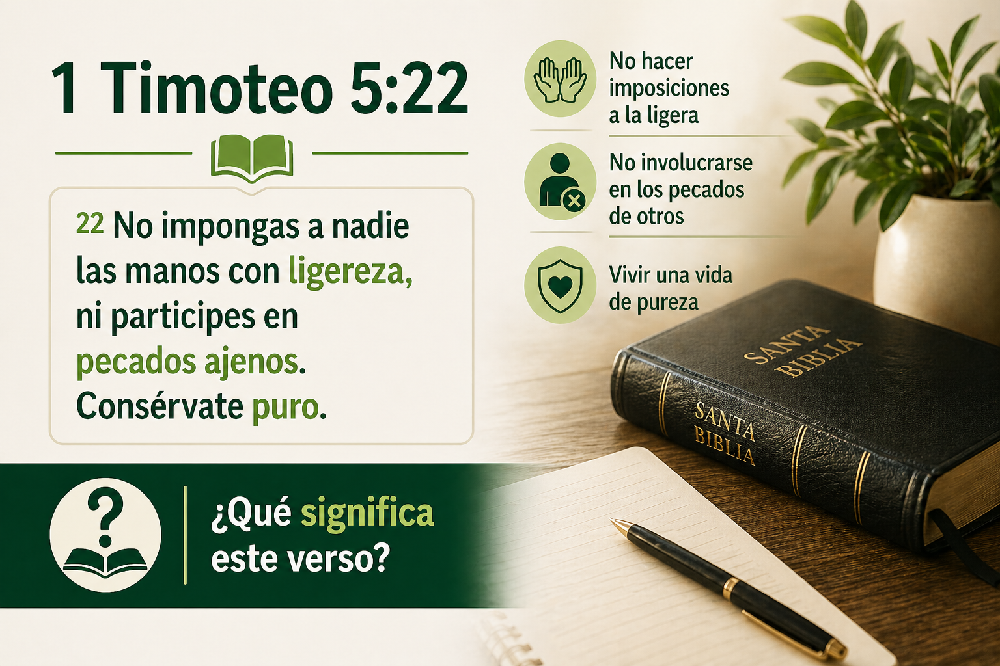 1 Timoteo 5:22
22 No impongas a nadie
las manos con ligereza,
ni participes en
pecados ajenos.
Consérvate puro.
¿Qué significa
este verso?
No hacer
imposiciones
a la ligera
No involucrarse
en los pecados
de otros
Vivir una vida
de pureza
SANTA
BIBLIA
SANTA
BIBLIA